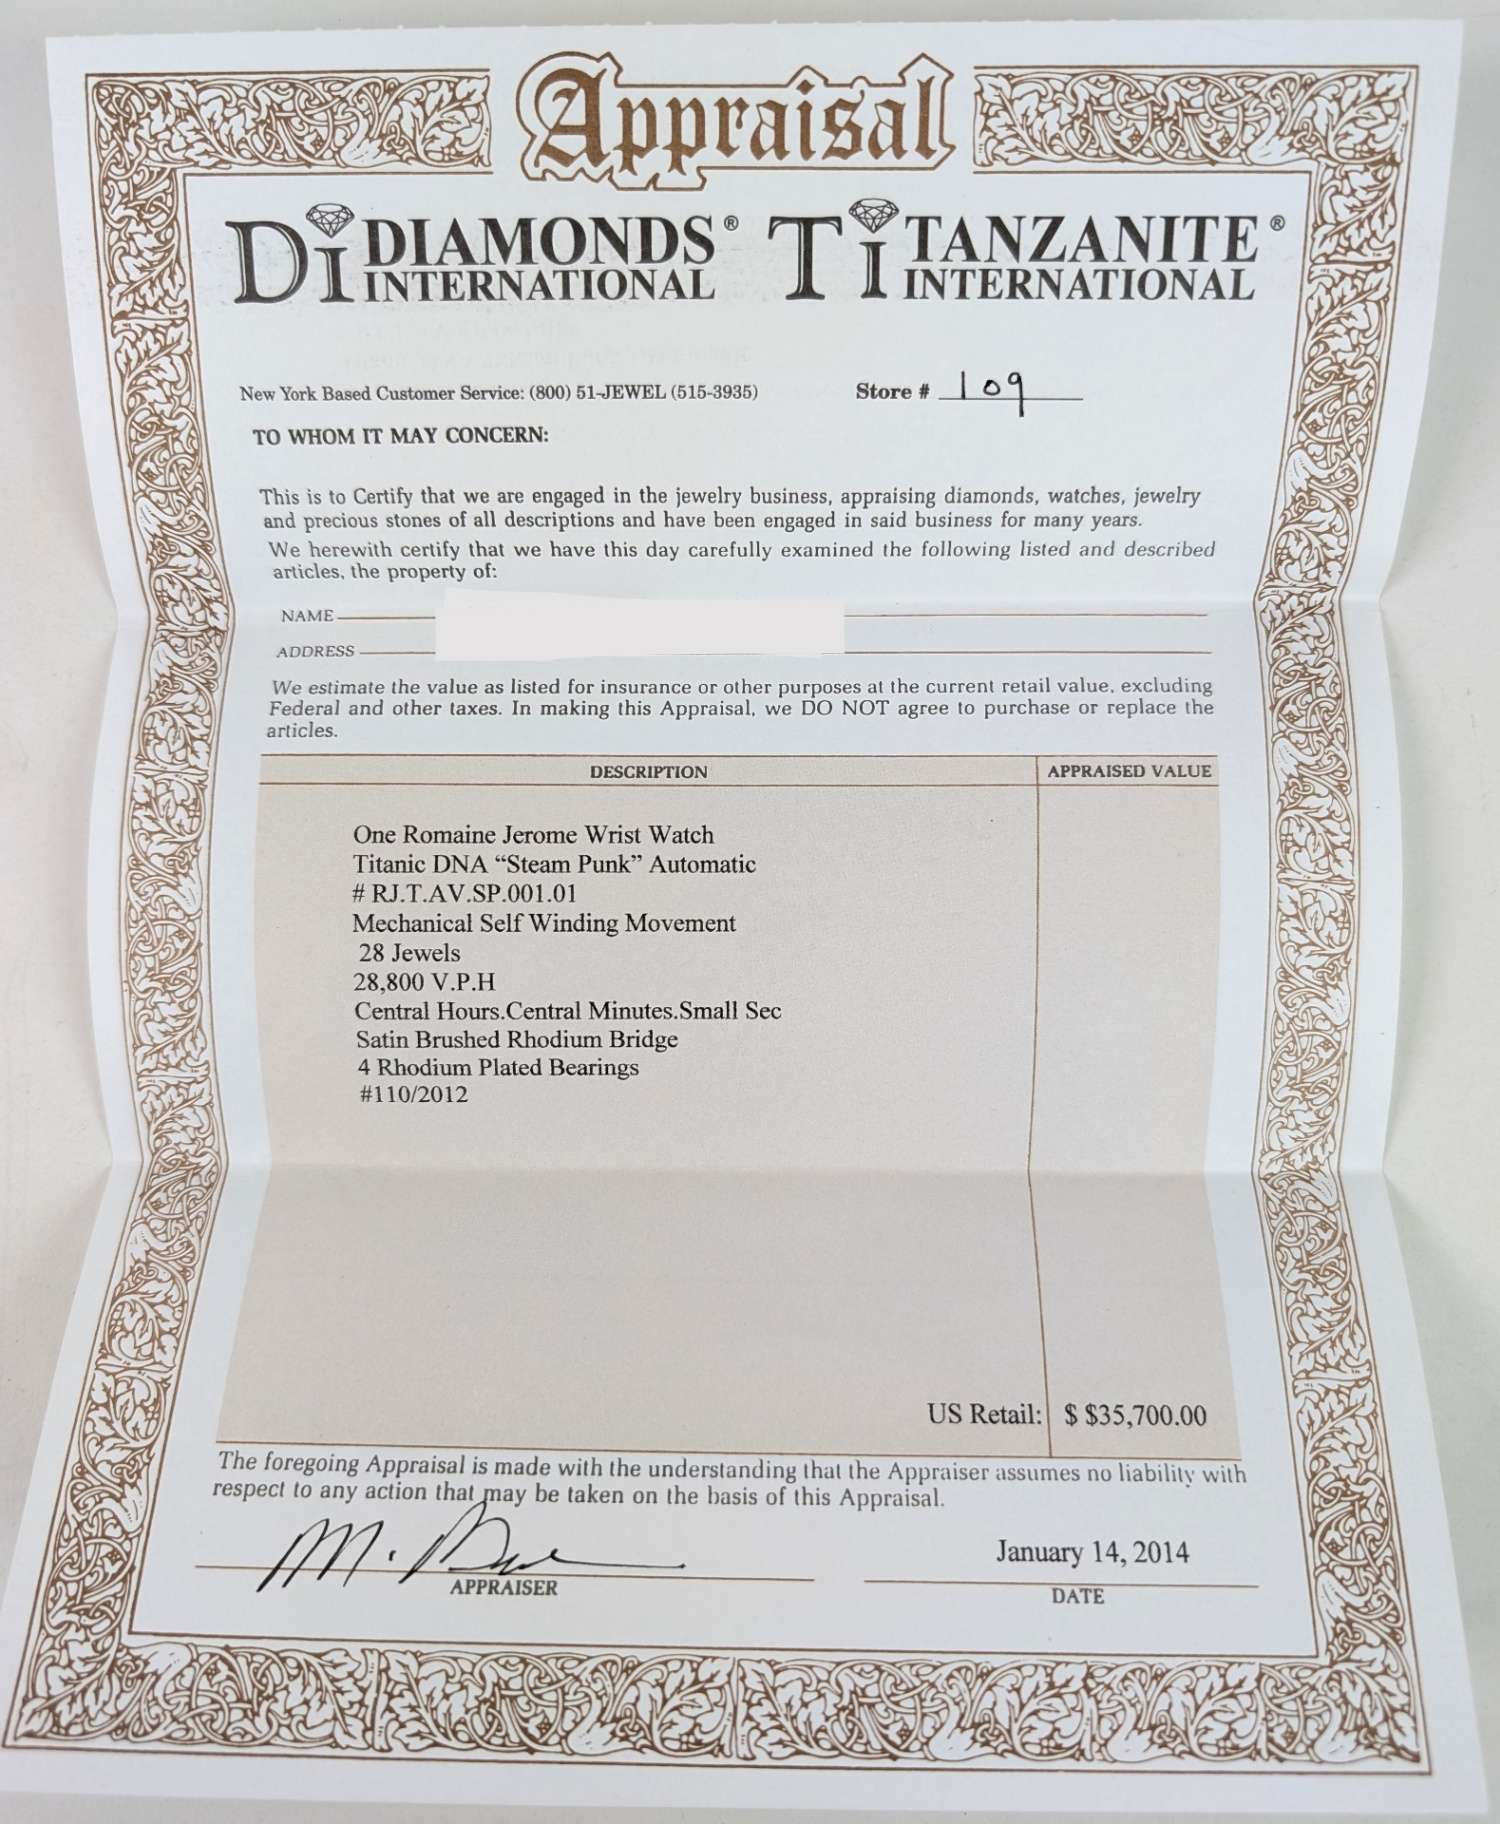 Appraisal
Di DIAMONDS® INTERNATIONAL Ti TANZANITE® INTERNATIONAL
New York Based Customer Service: (800) 51-JEWEL (515-3935) Store # 109
TO WHOM IT MAY CONCERN:
This is to Certify that we are engaged in the jewelry business, appraising diamonds, watches, jewelry
and precious stones of all descriptions and have been engaged in said business for many years.
We herewith certify that we have this day carefully examined the following listed and described
articles, the property of:
NAME
ADDRESS
We estimate the value as listed for insurance or other purposes at the current retail value, excluding
Federal and other taxes. In making this Appraisal, we DO NOT agree to purchase or replace the
articles.
DESCRIPTION APPRAISED VALUE
One Romaine Jerome Wrist Watch
Titanic DNA “Steam Punk” Automatic
# RJ.T.AV.SP.001.01
Mechanical Self Winding Movement
28 Jewels
28,800 V.P.H
Central Hours.Central Minutes.Small Sec
Satin Brushed Rhodium Bridge
4 Rhodium Plated Bearings
#110/2012
US Retail: $ $35,700.00
The foregoing Appraisal is made with the understanding that the Appraiser assumes no liability with
respect to any action that may be taken on the basis of this Appraisal.
January 14, 2014
APPRAISER DATE